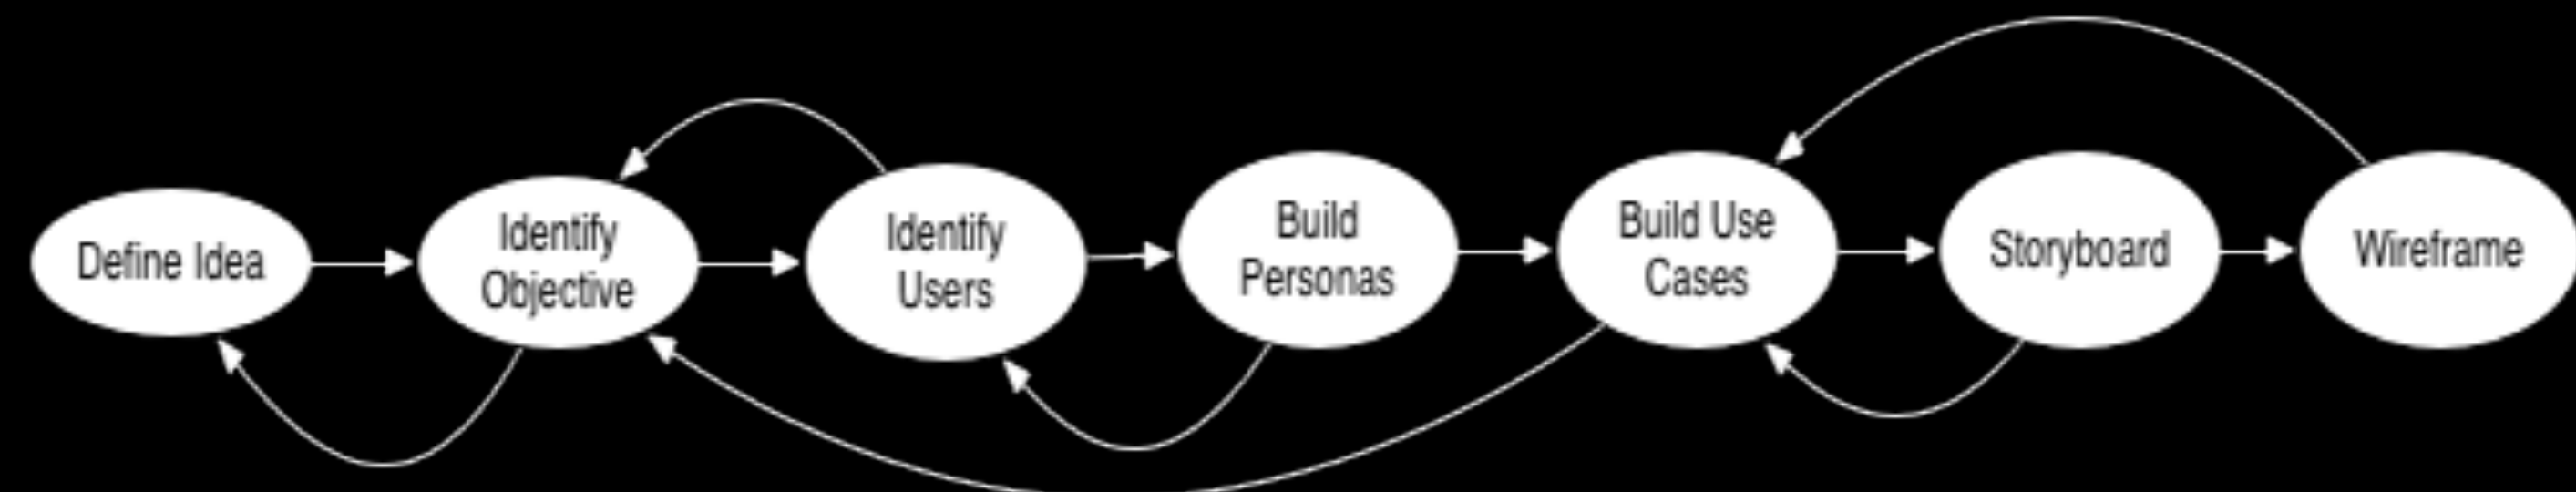 Define Idea
Identify
Objective
Identify
Users
Build
Personas
Build Use
Cases
Storyboard
Wireframe